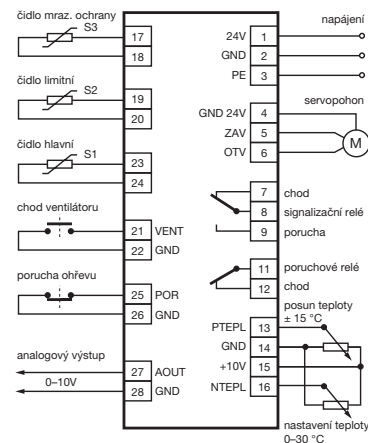 čidlo mraz. ochrany
S3
17
18
čidlo limitní
S2
19
20
čidlo hlavní
S1
23
24
chod ventilátoru
21 VENT
22 GND
porucha ohřevu
25 POR
26 GND
analogový výstup
0–10V
27 AOUT
28 GND
napájení
24V 1
GND 2
PE 3
servopohon
GND 24V 4
ZAV 5
OTV 6
M
7 chod
8 signalizační relé
9 porucha
11 poruchové relé
12 chod
posun teploty
± 15 °C
PTEPL 13
GND 14
+10V 15
NTEPL 16
nastavení teploty
0–30 °C